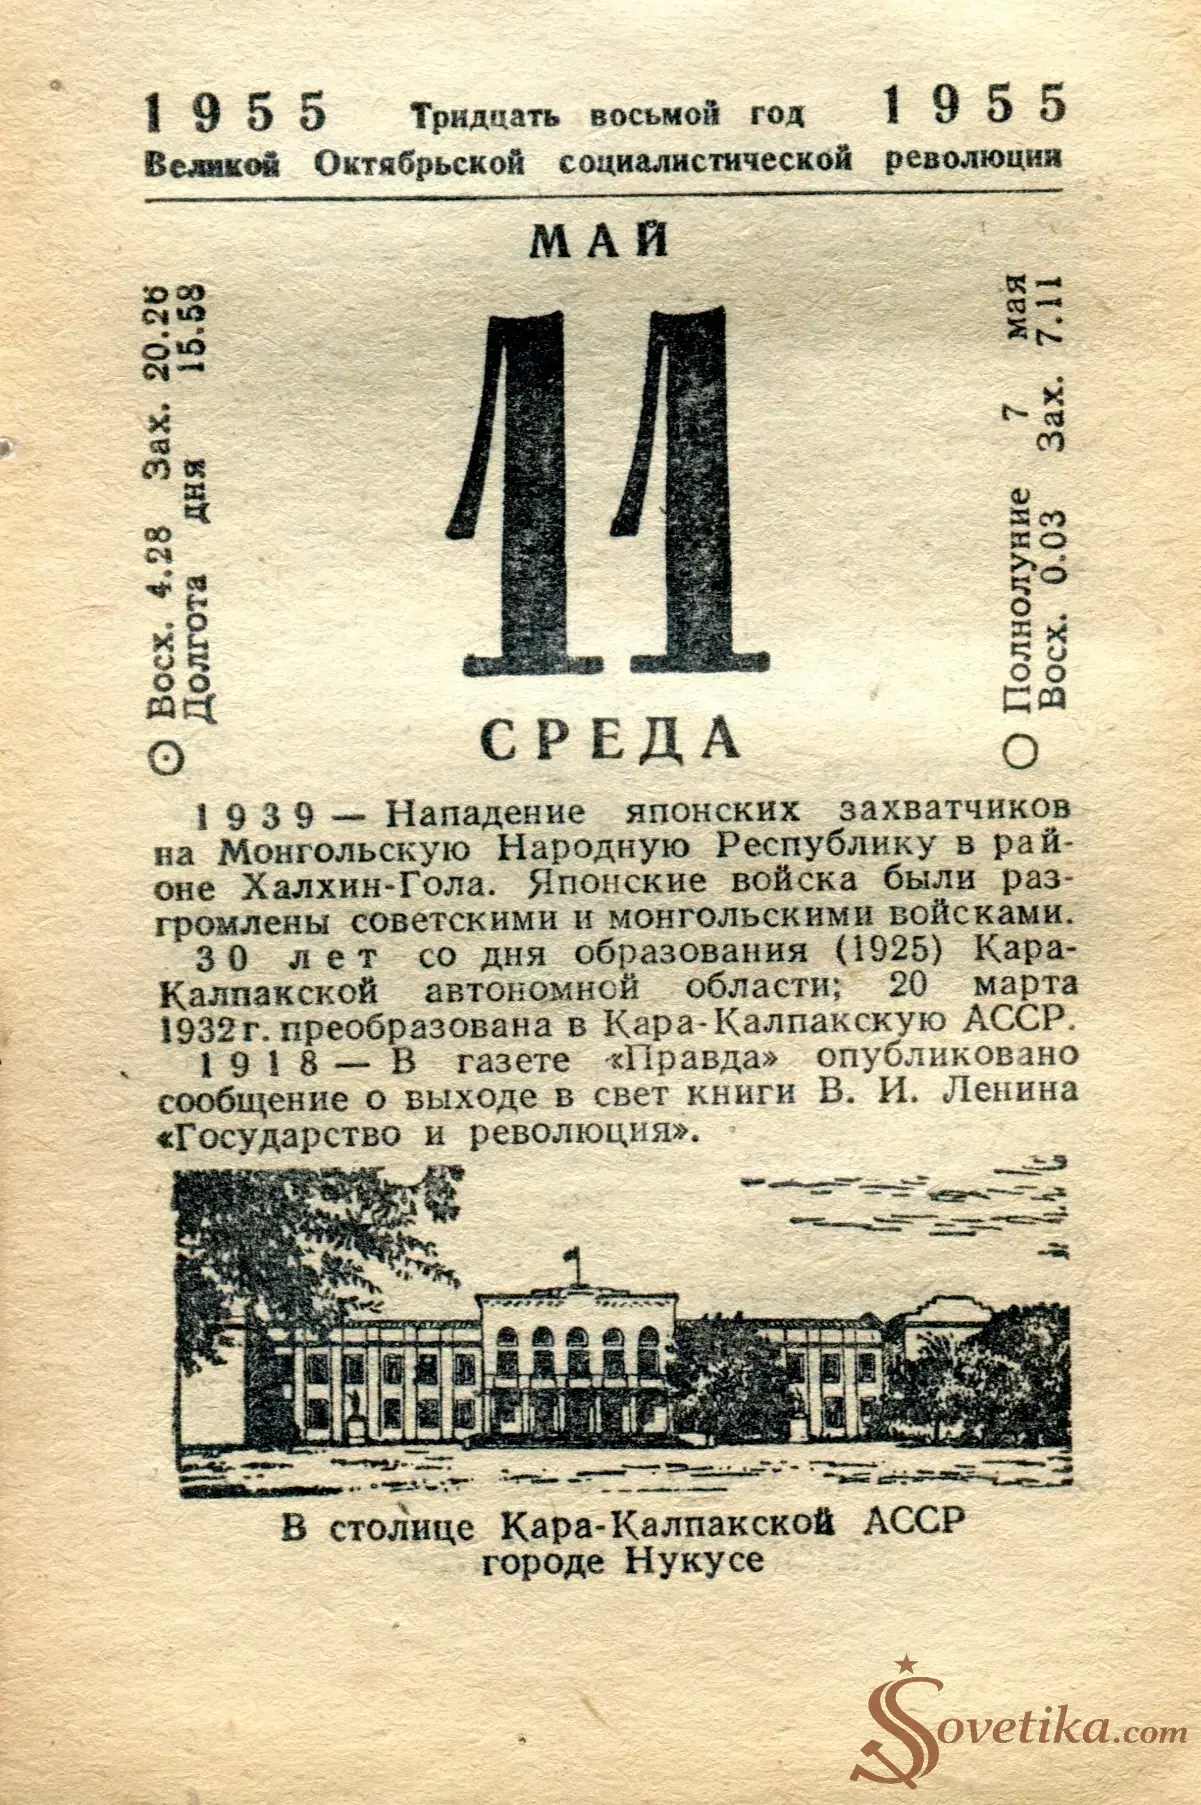 1955 Тридцать восьмой год 1955
Великой Октябрьской социалистической революции
МАЙ
Восх. 4.28 Зах. 20.26
Долгота дня 15.58
11
Полнолуние 7 мая
Восх. 0.03 Зах. 7.11
СРЕДА
1939 — Нападение японских захватчиков
на Монгольскую Народную Республику в рай-
оне Халхин-Гола. Японские войска были раз-
громлены советскими и монгольскими войсками.
30 лет со дня образования (1925) Кара-
Калпакской автономной области; 20 марта
1932 г. преобразована в Кара-Калпакскую АССР.
1918 — В газете «Правда» опубликовано
сообщение о выходе в свет книги В. И. Ленина
«Государство и революция».
В столице Кара-Калпакской АССР
городе Нукусе
Sovetika.com